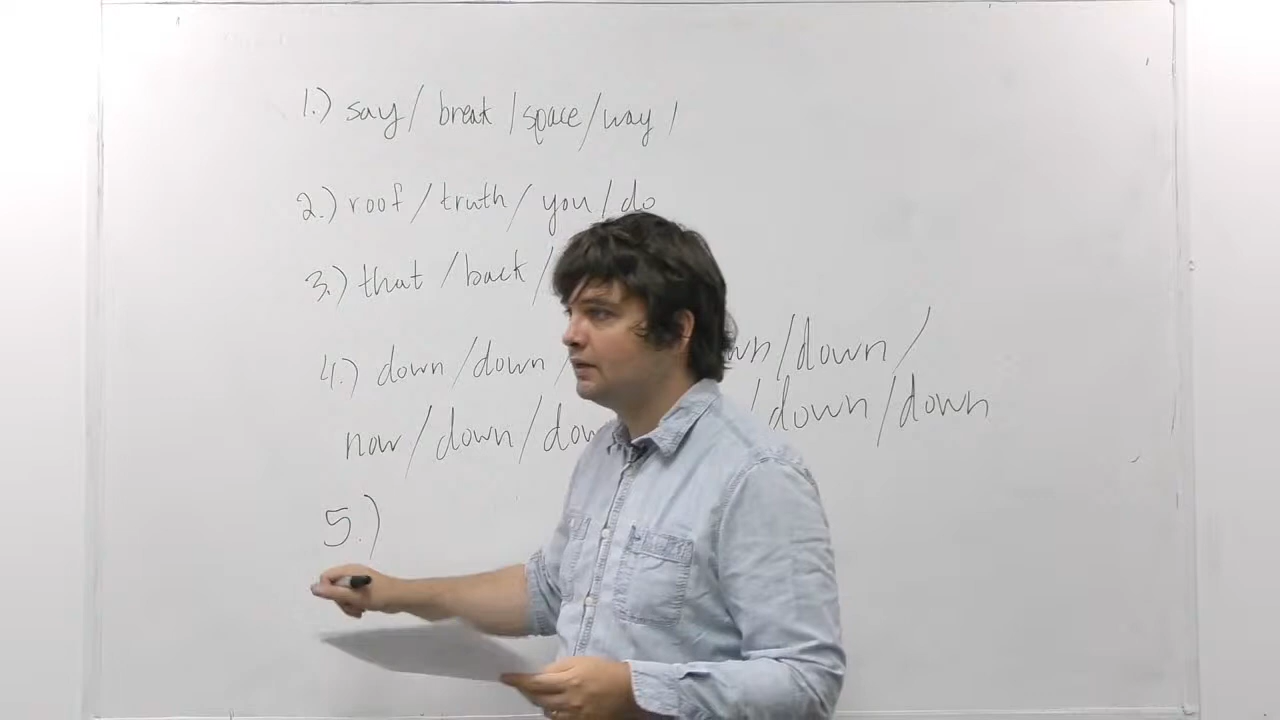 1.) say / break / space / way /
2.) roof / truth / you / do
3.) that / back /
4.) down / down / / down /
now / down / / down / down
5.)